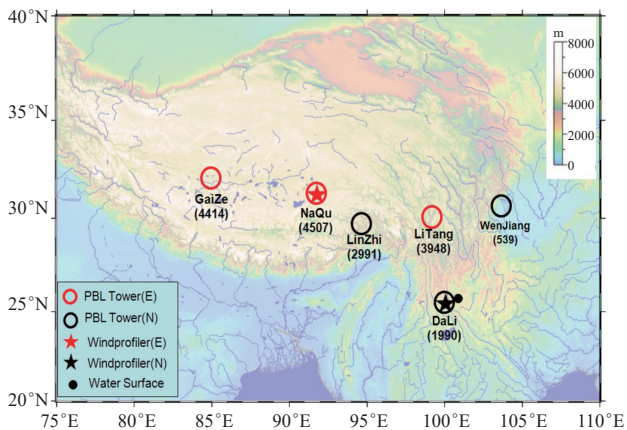 40°N
m
8000
6000
4000
2000
0
35°N
30°N
25°N
20°N
GaiZe
(4414)
NaQu
(4507)
LinZhi
(2991)
LiTang
(3948)
WenJiang
(539)
DaLi
(1990)
PBL Tower(E)
PBL Tower(N)
Windprofiler(E)
Windprofiler(N)
Water Surface
75°E 80°E 85°E 90°E 95°E 100°E 105°E 110°E